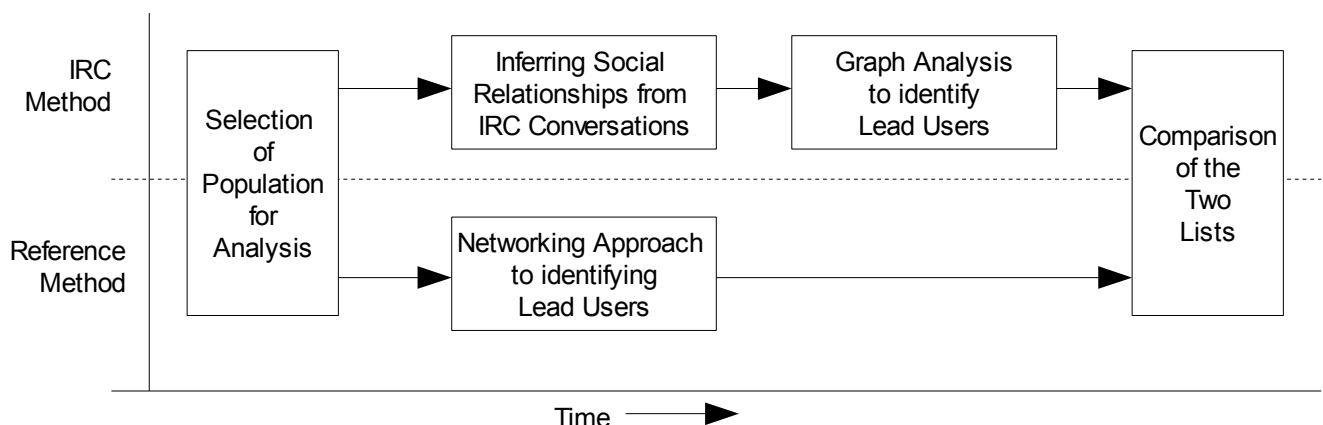 IRC
Method
Selection
of
Population
for
Analysis
Inferring Social
Relationships from
IRC Conversations
Graph Analysis
to identify
Lead Users
Comparison
of the
Two
Lists
Reference
Method
Networking Approach
to identifying
Lead Users
Time